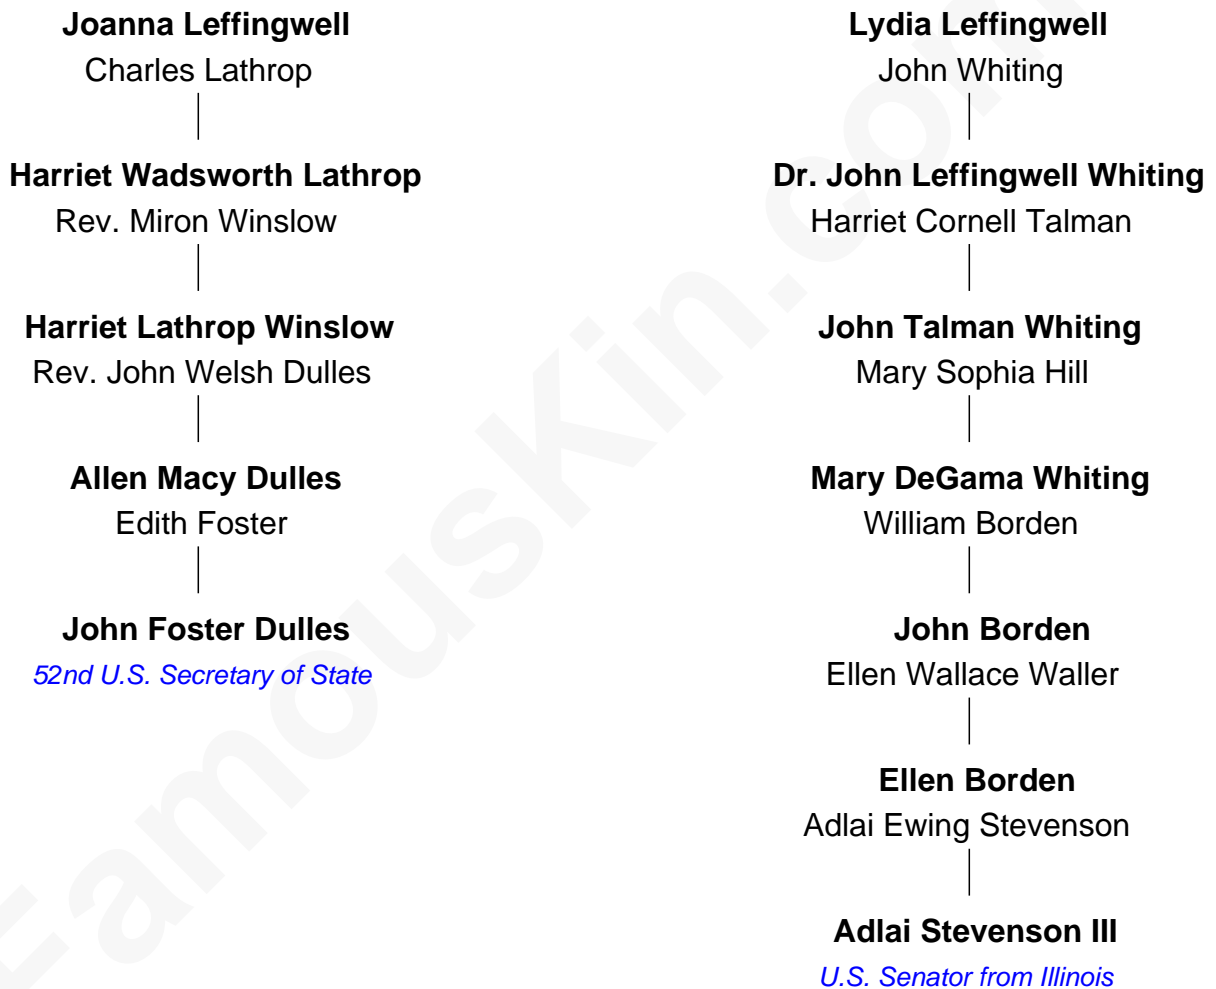 Joanna Leffingwell
Charles Lathrop
Harriet Wadsworth Lathrop
Rev. Miron Winslow
Harriet Lathrop Winslow
Rev. John Welsh Dulles
Allen Macy Dulles
Edith Foster
John Foster Dulles
52nd U.S. Secretary of State
Lydia Leffingwell
John Whiting
Dr. John Leffingwell Whiting
Harriet Cornell Talman
John Talman Whiting
Mary Sophia Hill
Mary DeGama Whiting
William Borden
John Borden
Ellen Wallace Waller
Ellen Borden
Adlai Ewing Stevenson
Adlai Stevenson III
U.S. Senator from Illinois
FamousKin.com